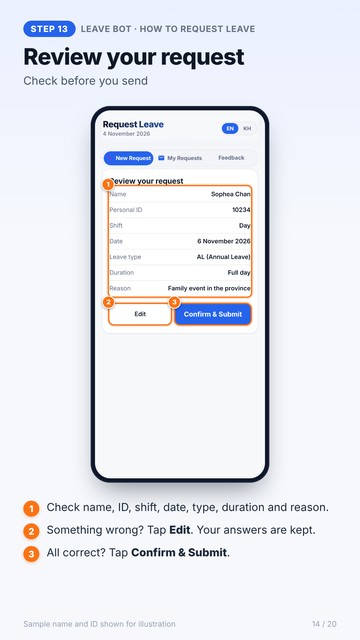 STEP 13 LEAVE BOT · HOW TO REQUEST LEAVE
Review your request
Check before you send
Request Leave
4 November 2026
EN KH
New Request My Requests Feedback
Review your request
1
Name Sophea Chan
Personal ID 10234
Shift Day
Date 6 November 2026
Leave type AL (Annual Leave)
Duration Full day
Reason Family event in the province
2 3
Edit Confirm & Submit
1 Check name, ID, shift, date, type, duration and reason.
2 Something wrong? Tap Edit. Your answers are kept.
3 All correct? Tap Confirm & Submit.
Sample name and ID shown for illustration 14 / 20